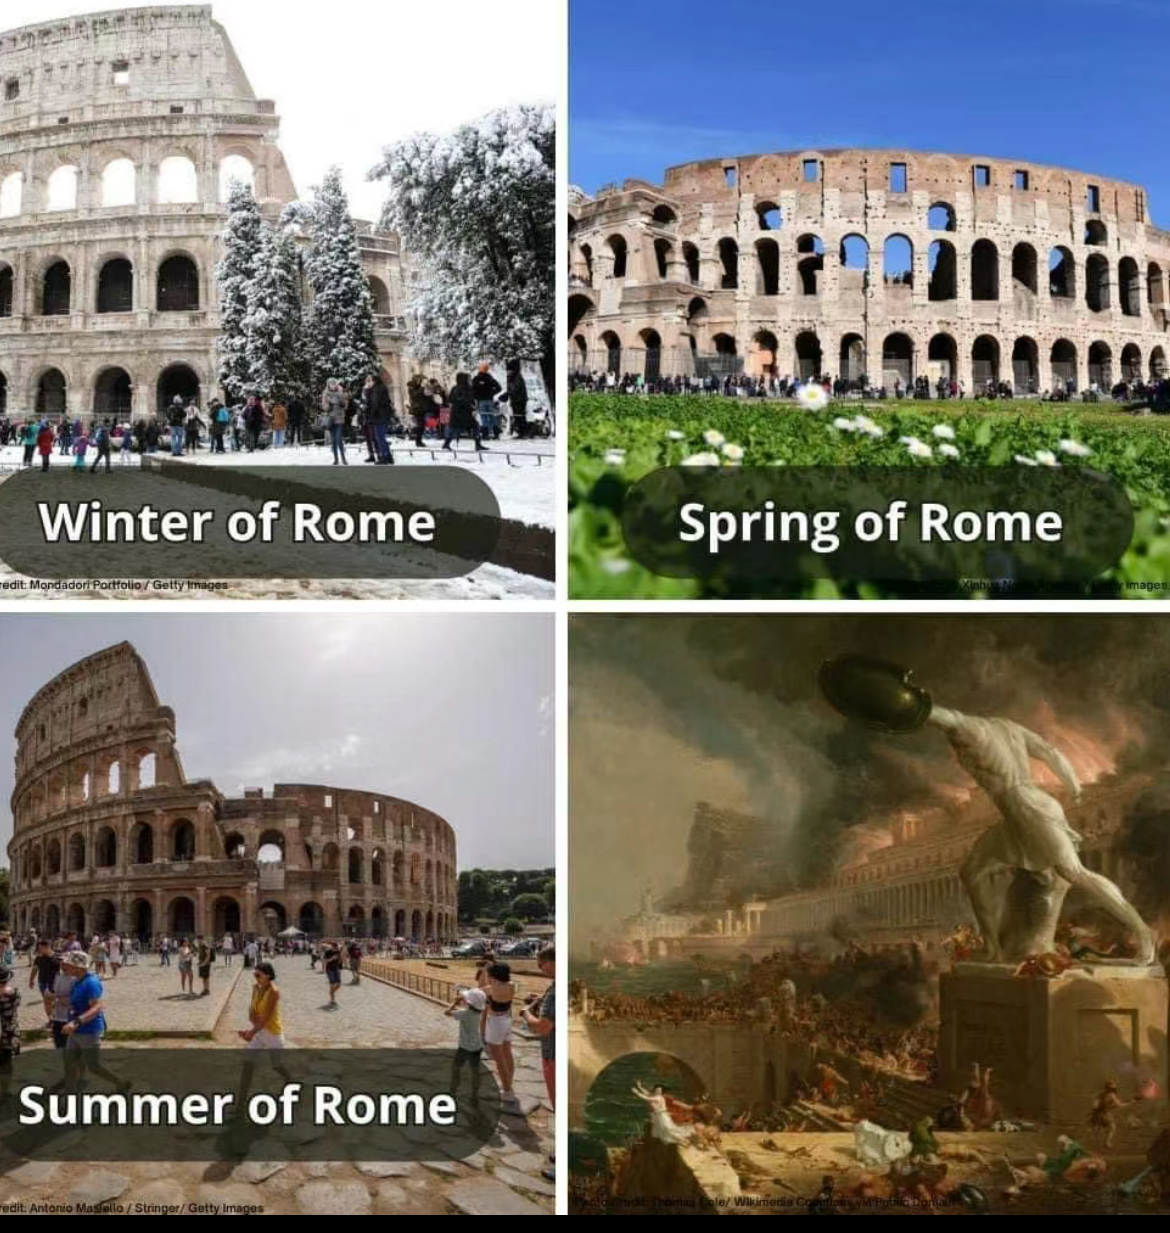 Winter of Rome
redit: Mondadori Portfolio / Getty Images
Spring of Rome
Xinhua
Images
Summer of Rome
redit: Antonio Masiello / Stringer/ Getty Images
Photo Credit: Thomas Cole/ Wikimedia Commons via Public Domain